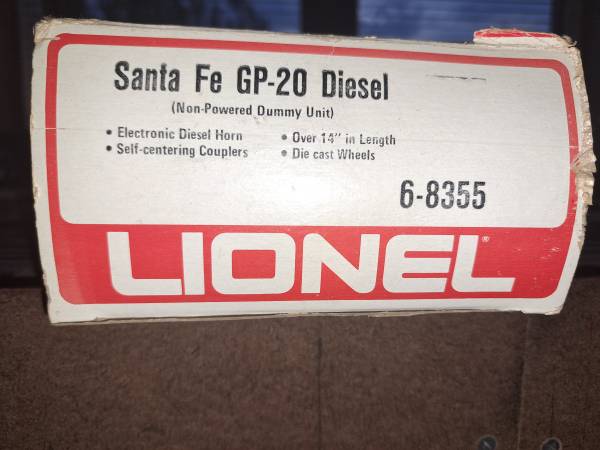 Santa Fe GP-20 Diesel
(Non-Powered Dummy Unit)
• Electronic Diesel Horn • Over 14" in Length
• Self-centering Couplers • Die cast Wheels
6-8355
LIONEL®